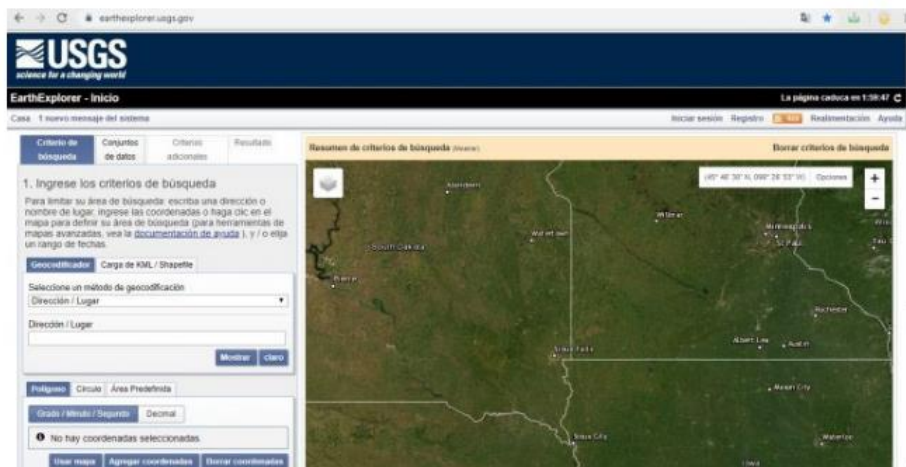 earthexplorer.usgs.gov
USGS
science for a changing world
EarthExplorer - Inicio
La página caduca en 1:59:47
Casa 1 nuevo mensaje del sistema
Iniciar sesión Registro Realimentación Ayuda
Criterio de búsqueda
Conjuntos de datos
Criterios adicionales
Resultado
1. Ingrese los criterios de búsqueda
Para limitar su área de búsqueda: escriba una dirección o
nombre de lugar, ingrese las coordenadas o haga clic en el
mapa para definir su área de búsqueda (para herramientas de
mapas avanzadas, vea la documentación de ayuda ), y / o elija
un rango de fechas.
Geocodificador Carga de KML / Shapefile
Seleccione un método de geocodificación
Dirección / Lugar
Dirección / Lugar
Mostrar claro
Polígono Círculo Área Predefinida
Grado / Minuto / Segundo Decimal
No hay coordenadas seleccionadas.
Usar mapa Agregar coordenadas Borrar coordenadas
Resumen de criterios de búsqueda
Borrar criterios de búsqueda
Opciones
+
-
Aberdeen
Willmar
Minneapolis
St. Paul
Watertown
South Dakota
Pierre
Rochester
Albert Lea
Austin
Sioux Falls
Mason City
Sioux City
Waterloo
Iowa